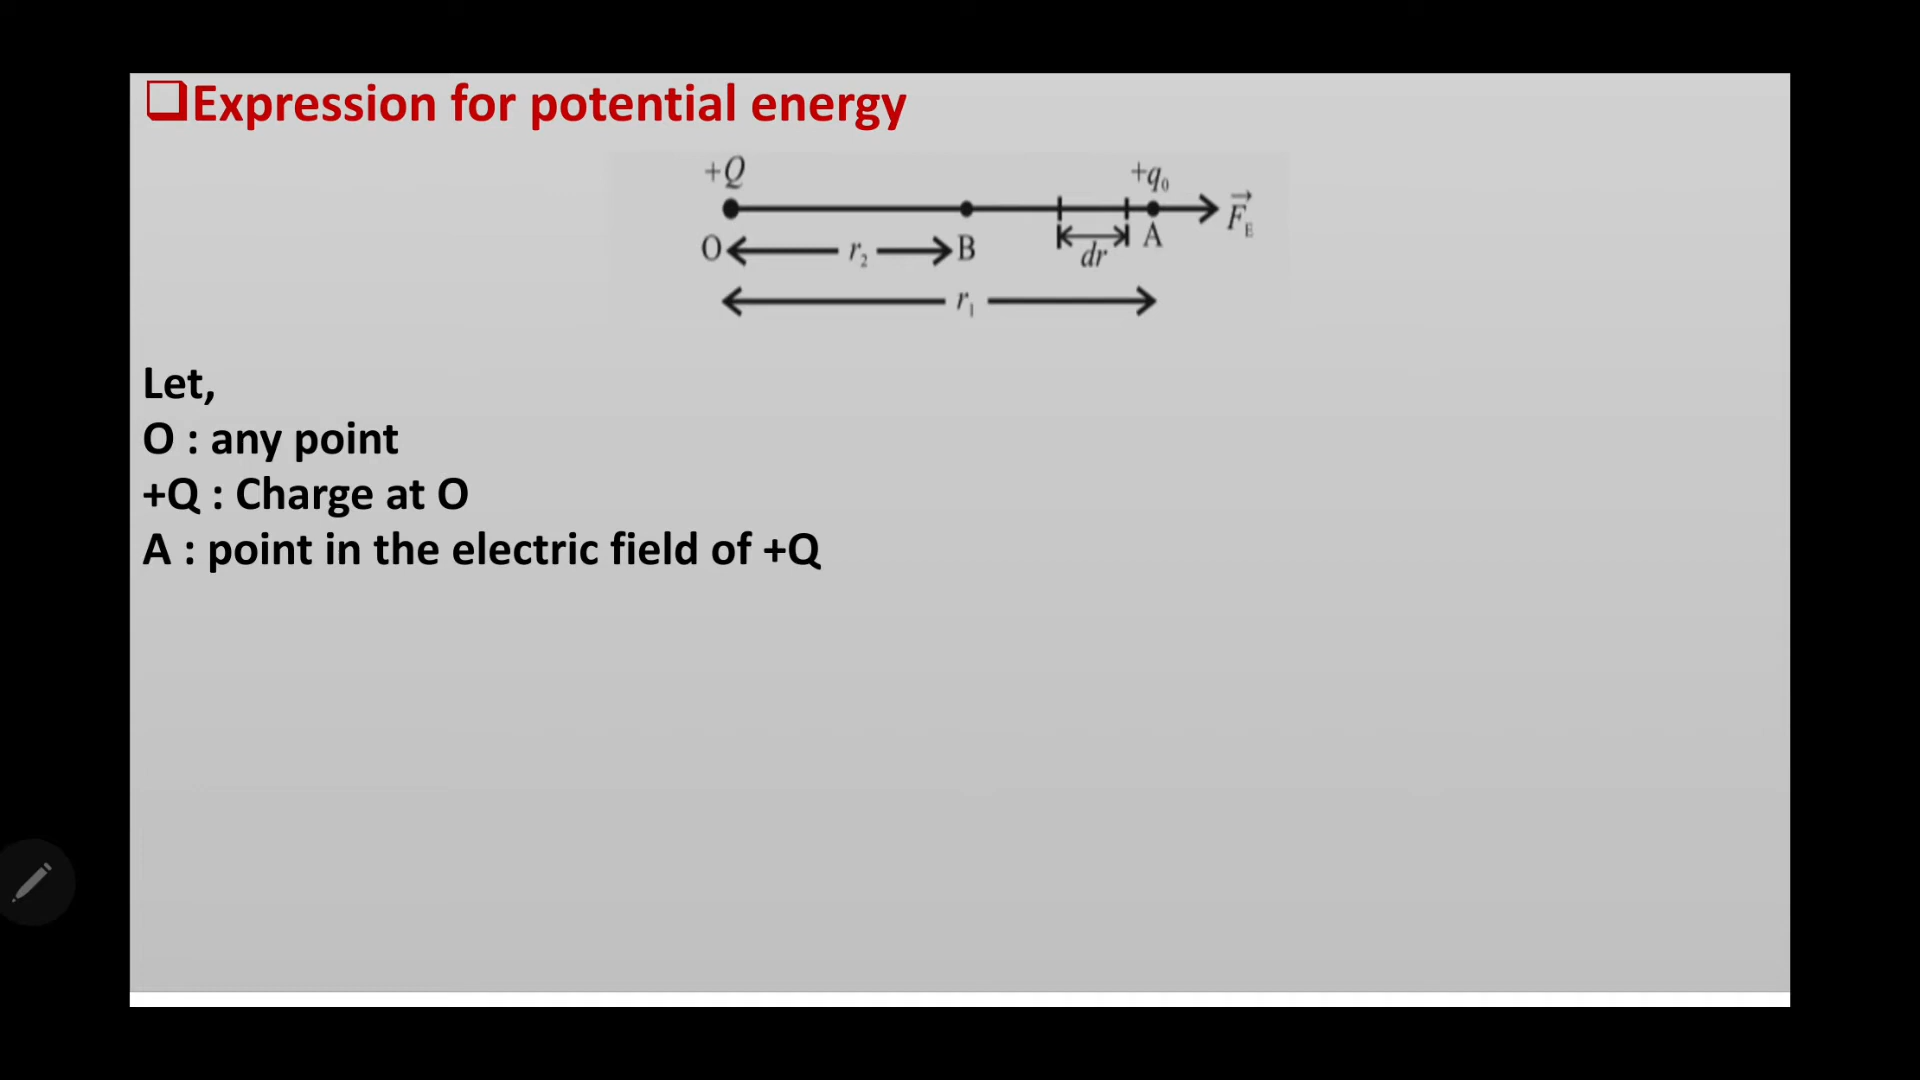 ❑Expression for potential energy
+Q
+q₀
F⃗E
O
r₂
B
dr
A
r₁
Let,
O : any point
+Q : Charge at O
A : point in the electric field of +Q